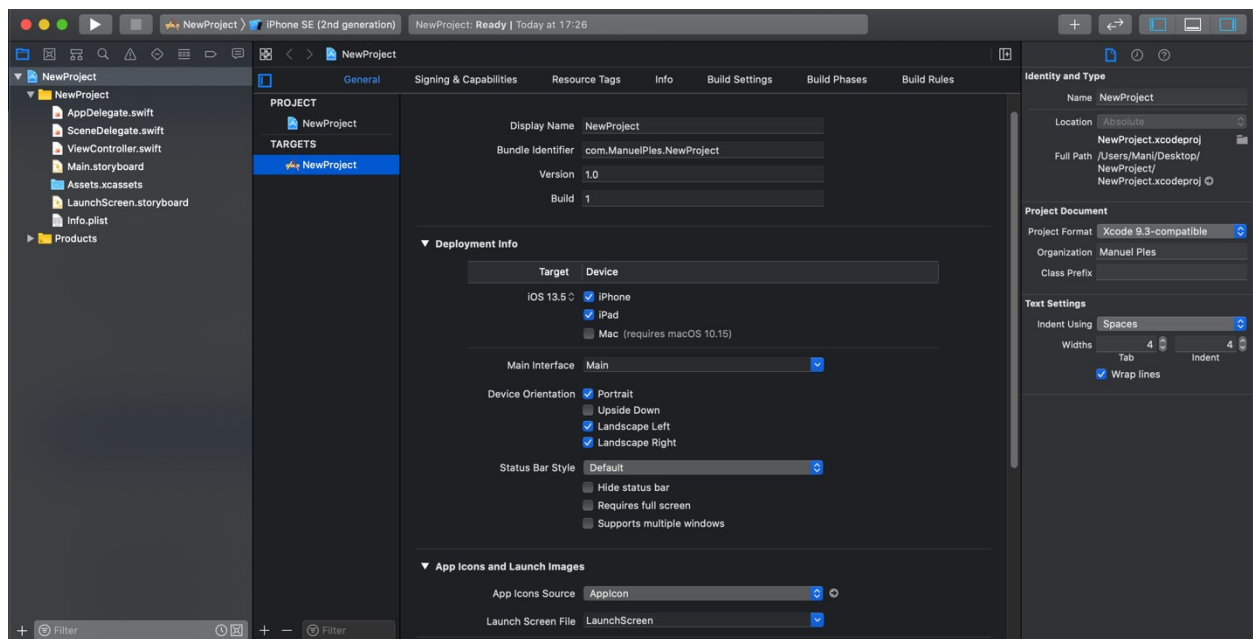 NewProject
iPhone SE (2nd generation)
NewProject: Ready | Today at 17:26
NewProject
NewProject
AppDelegate.swift
SceneDelegate.swift
ViewController.swift
Main.storyboard
Assets.xcassets
LaunchScreen.storyboard
Info.plist
Products
Filter
NewProject
General Signing & Capabilities Resource Tags Info Build Settings Build Phases Build Rules
PROJECT
NewProject
TARGETS
NewProject
Filter
Display Name NewProject
Bundle Identifier com.ManuelPles.NewProject
Version 1.0
Build 1
Deployment Info
Target Device
iOS 13.5 iPhone
iPad
Mac (requires macOS 10.15)
Main Interface Main
Device Orientation Portrait
Upside Down
Landscape Left
Landscape Right
Status Bar Style Default
Hide status bar
Requires full screen
Supports multiple windows
App Icons and Launch Images
App Icons Source AppIcon
Launch Screen File LaunchScreen
Identity and Type
Name NewProject
Location Absolute
NewProject.xcodeproj
Full Path /Users/Mani/Desktop/
NewProject/
NewProject.xcodeproj
Project Document
Project Format Xcode 9.3-compatible
Organization Manuel Ples
Class Prefix
Text Settings
Indent Using Spaces
Widths 4 4
Tab Indent
Wrap lines